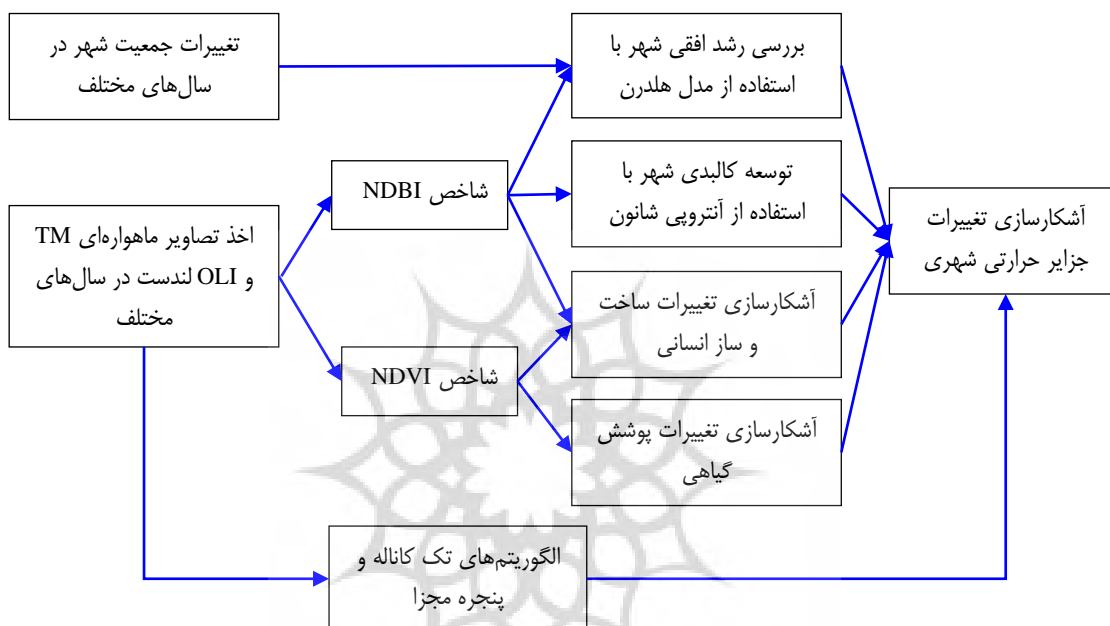 تغییرات جمعیت شهر در
سال‌های مختلف
بررسی رشد افقی شهر با
استفاده از مدل هلدرن
شاخص NDBI
توسعه کالبدی شهر با
استفاده از آنتروپی شانون
اخذ تصاویر ماهواره‌ای TM
و OLI لندست در سال‌های
مختلف
آشکارسازی تغییرات
جزایر حرارتی شهری
آشکارسازی تغییرات ساخت
و ساز انسانی
شاخص NDVI
آشکارسازی تغییرات پوشش
گیاهی
الگوریتم‌های تک کاناله و
پنجره مجزا